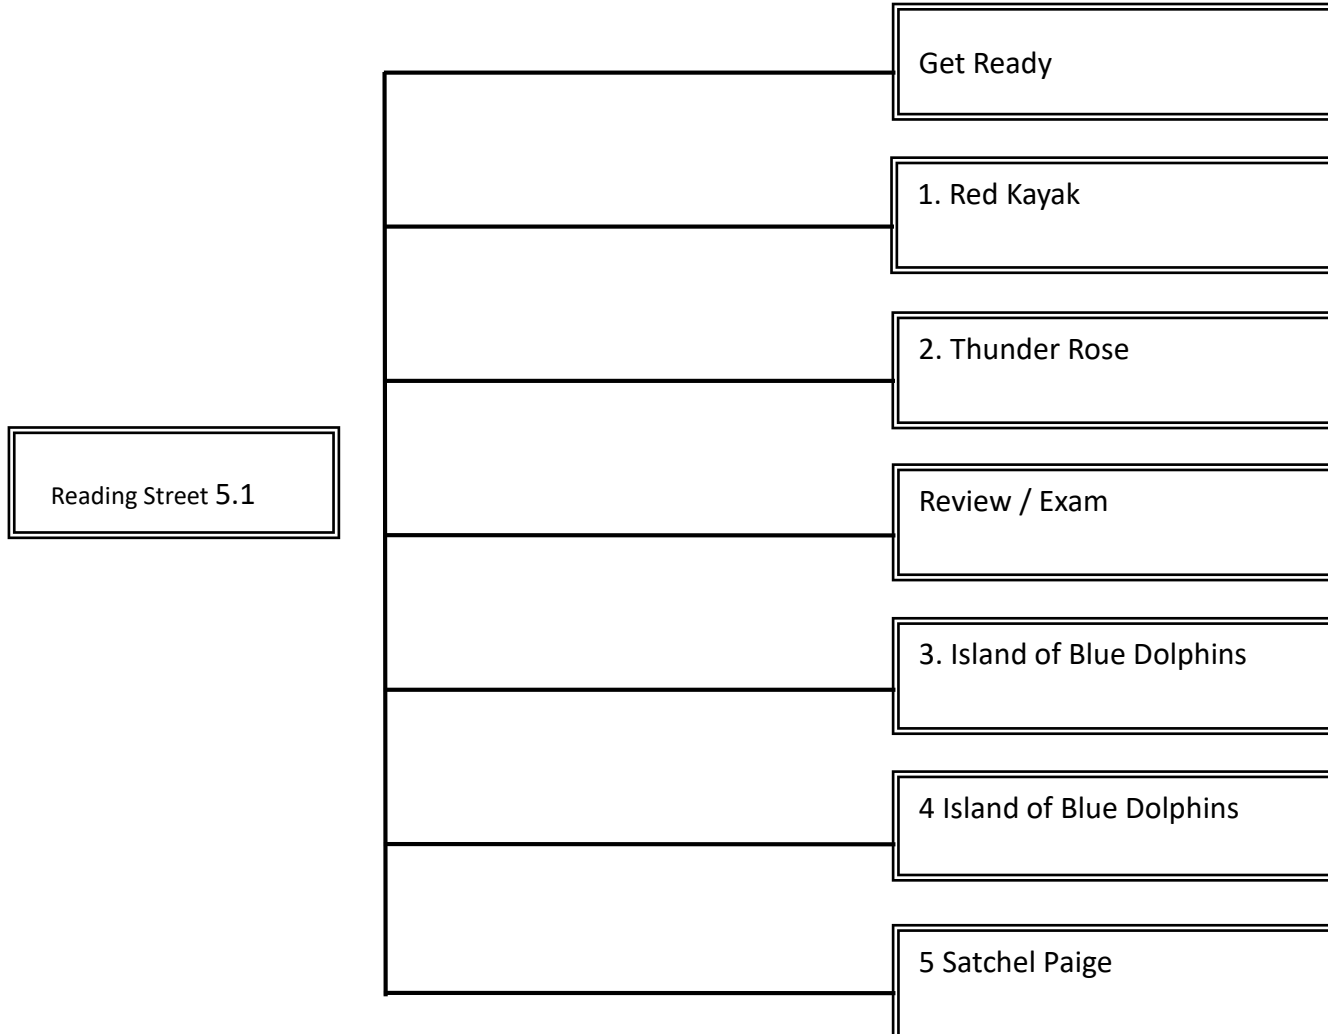 Get Ready
1. Red Kayak
2. Thunder Rose
Reading Street 5.1
Review / Exam
3. Island of Blue Dolphins
4 Island of Blue Dolphins
5 Satchel Paige